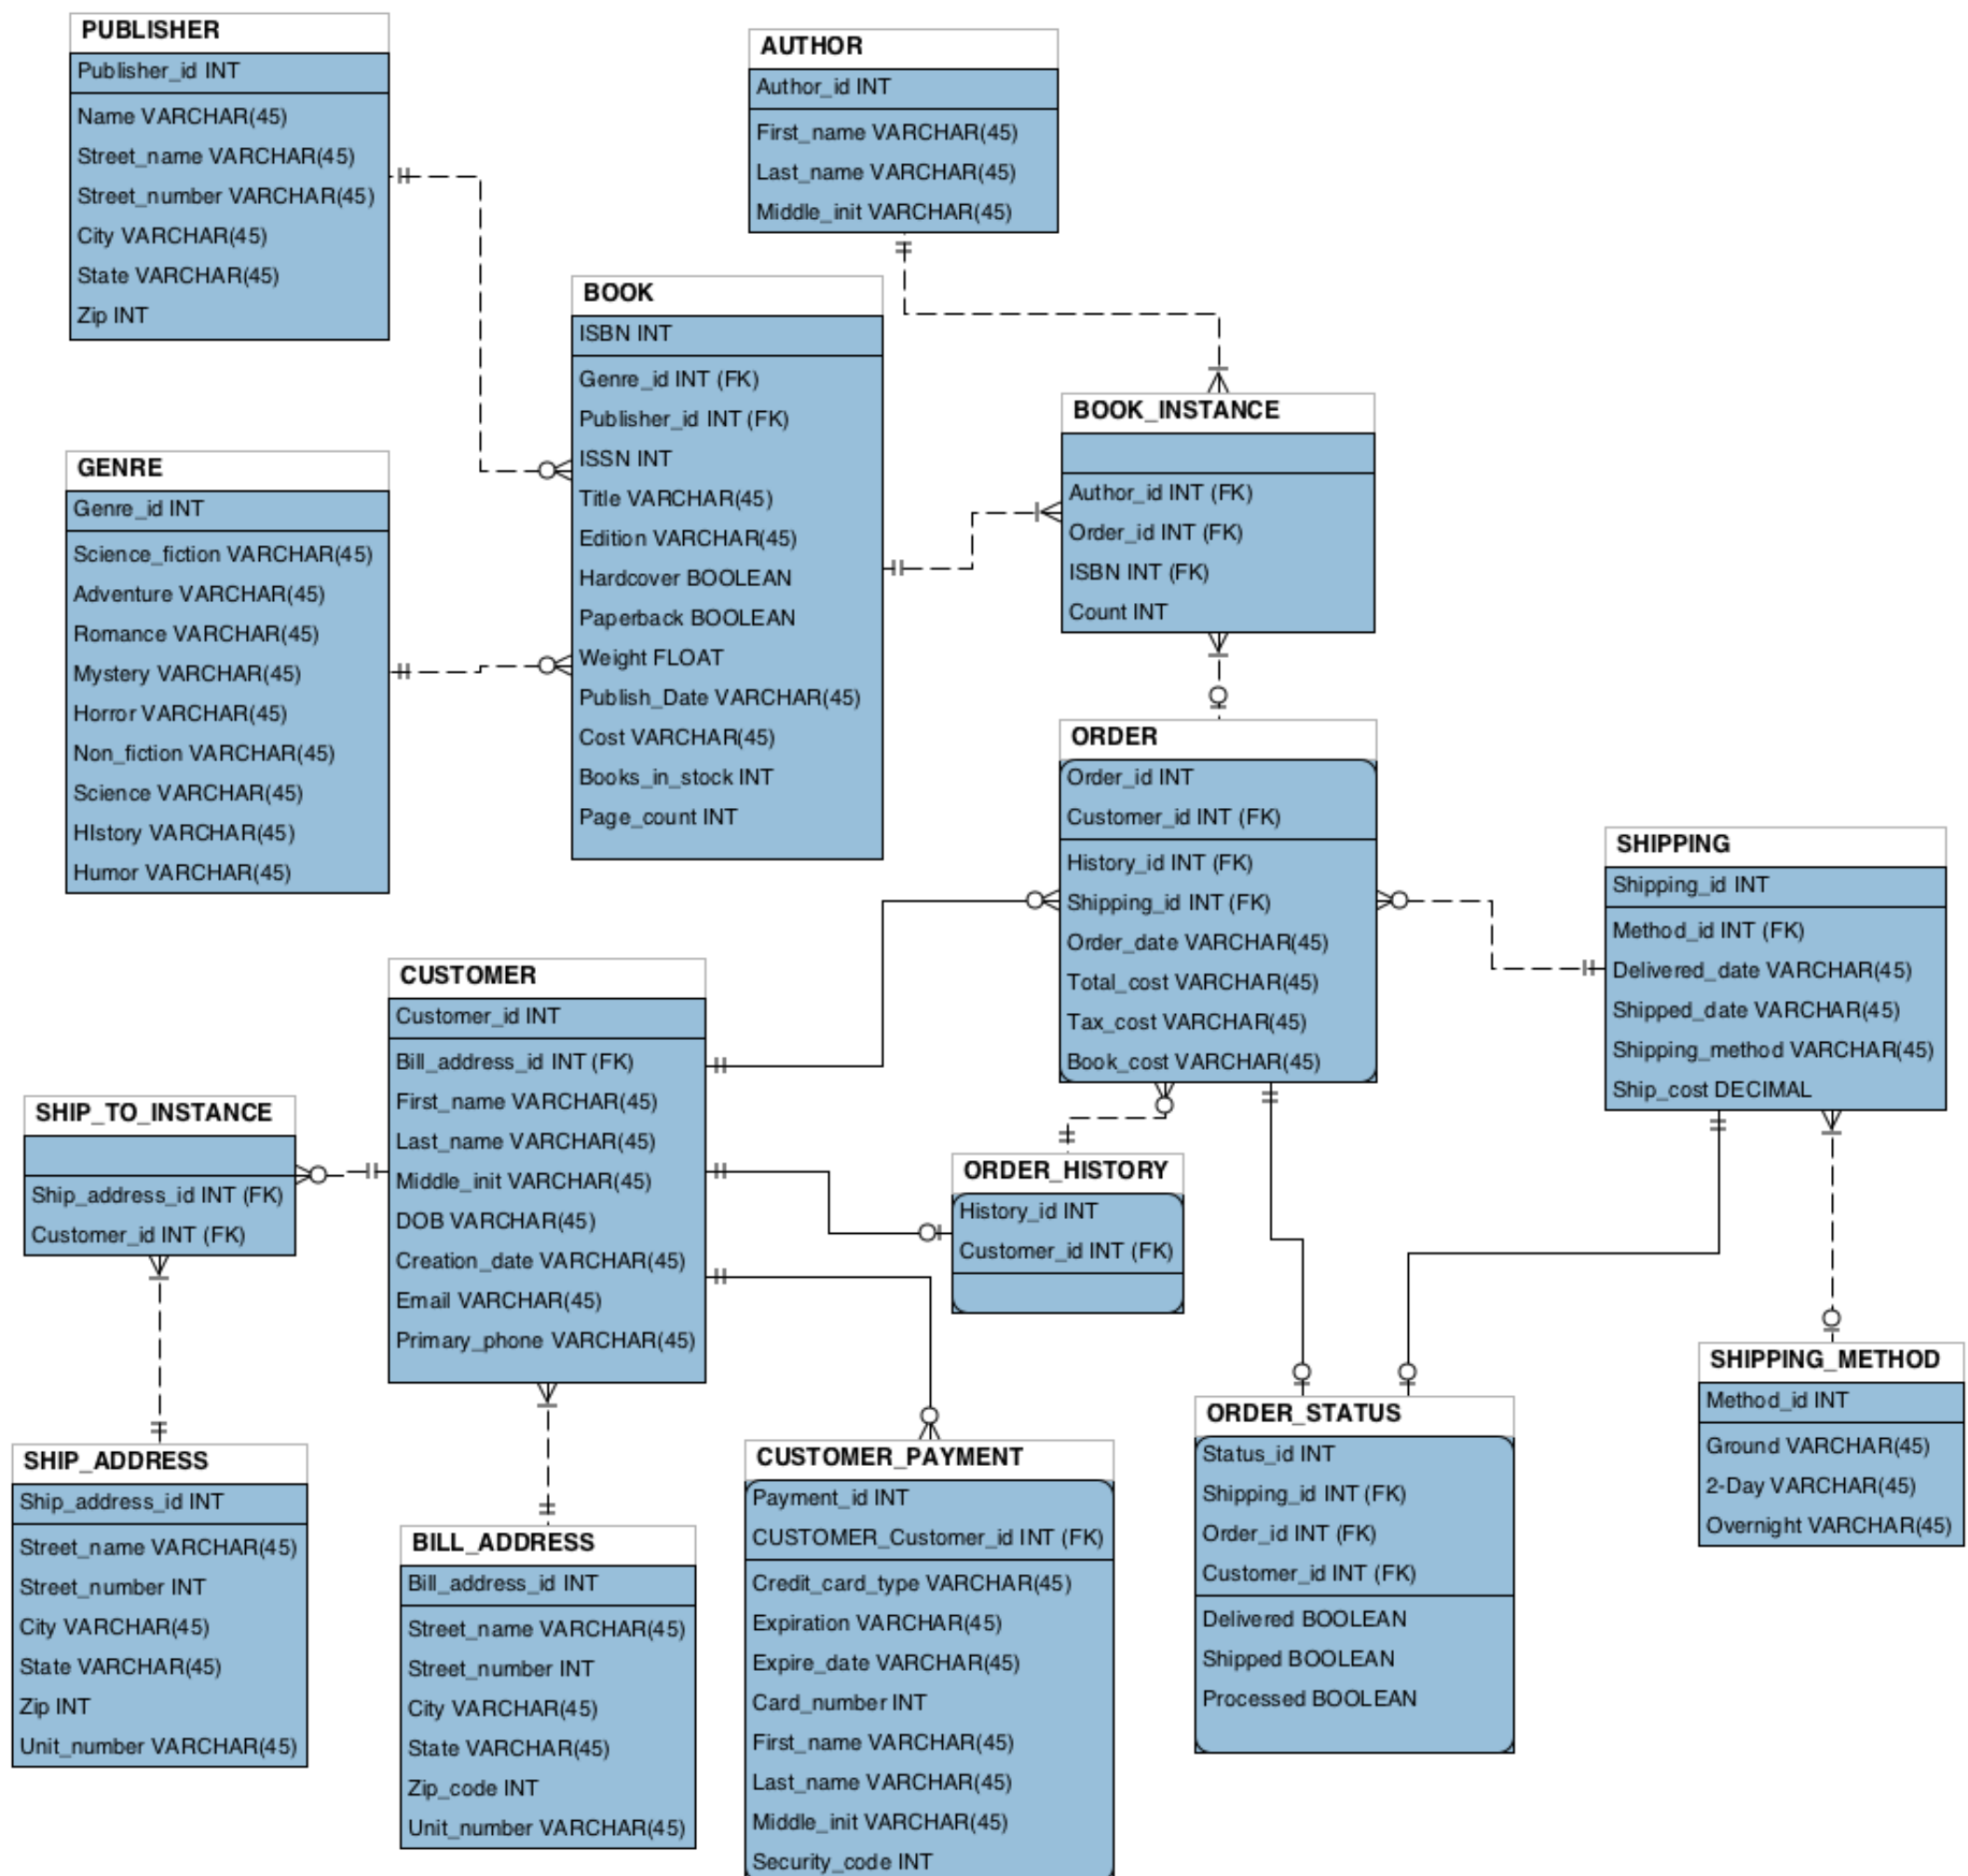 PUBLISHER
Publisher_id INT
Name VARCHAR(45)
Street_name VARCHAR(45)
Street_number VARCHAR(45)
City VARCHAR(45)
State VARCHAR(45)
Zip INT
AUTHOR
Author_id INT
First_name VARCHAR(45)
Last_name VARCHAR(45)
Middle_init VARCHAR(45)
BOOK
ISBN INT
Genre_id INT (FK)
Publisher_id INT (FK)
ISSN INT
Title VARCHAR(45)
Edition VARCHAR(45)
Hardcover BOOLEAN
Paperback BOOLEAN
Weight FLOAT
Publish_Date VARCHAR(45)
Cost VARCHAR(45)
Books_in_stock INT
Page_count INT
BOOK_INSTANCE
Author_id INT (FK)
Order_id INT (FK)
ISBN INT (FK)
Count INT
GENRE
Genre_id INT
Science_fiction VARCHAR(45)
Adventure VARCHAR(45)
Romance VARCHAR(45)
Mystery VARCHAR(45)
Horror VARCHAR(45)
Non_fiction VARCHAR(45)
Science VARCHAR(45)
HIstory VARCHAR(45)
Humor VARCHAR(45)
ORDER
Order_id INT
Customer_id INT (FK)
History_id INT (FK)
Shipping_id INT (FK)
Order_date VARCHAR(45)
Total_cost VARCHAR(45)
Tax_cost VARCHAR(45)
Book_cost VARCHAR(45)
SHIPPING
Shipping_id INT
Method_id INT (FK)
Delivered_date VARCHAR(45)
Shipped_date VARCHAR(45)
Shipping_method VARCHAR(45)
Ship_cost DECIMAL
CUSTOMER
Customer_id INT
Bill_address_id INT (FK)
First_name VARCHAR(45)
Last_name VARCHAR(45)
Middle_init VARCHAR(45)
DOB VARCHAR(45)
Creation_date VARCHAR(45)
Email VARCHAR(45)
Primary_phone VARCHAR(45)
SHIP_TO_INSTANCE
Ship_address_id INT (FK)
Customer_id INT (FK)
ORDER_HISTORY
History_id INT
Customer_id INT (FK)
SHIPPING_METHOD
Method_id INT
Ground VARCHAR(45)
2-Day VARCHAR(45)
Overnight VARCHAR(45)
ORDER_STATUS
Status_id INT
Shipping_id INT (FK)
Order_id INT (FK)
Customer_id INT (FK)
Delivered BOOLEAN
Shipped BOOLEAN
Processed BOOLEAN
SHIP_ADDRESS
Ship_address_id INT
Street_name VARCHAR(45)
Street_number INT
City VARCHAR(45)
State VARCHAR(45)
Zip INT
Unit_number VARCHAR(45)
BILL_ADDRESS
Bill_address_id INT
Street_name VARCHAR(45)
Street_number INT
City VARCHAR(45)
State VARCHAR(45)
Zip_code INT
Unit_number VARCHAR(45)
CUSTOMER_PAYMENT
Payment_id INT
CUSTOMER_Customer_id INT (FK)
Credit_card_type VARCHAR(45)
Expiration VARCHAR(45)
Expire_date VARCHAR(45)
Card_number INT
First_name VARCHAR(45)
Last_name VARCHAR(45)
Middle_init VARCHAR(45)
Security_code INT